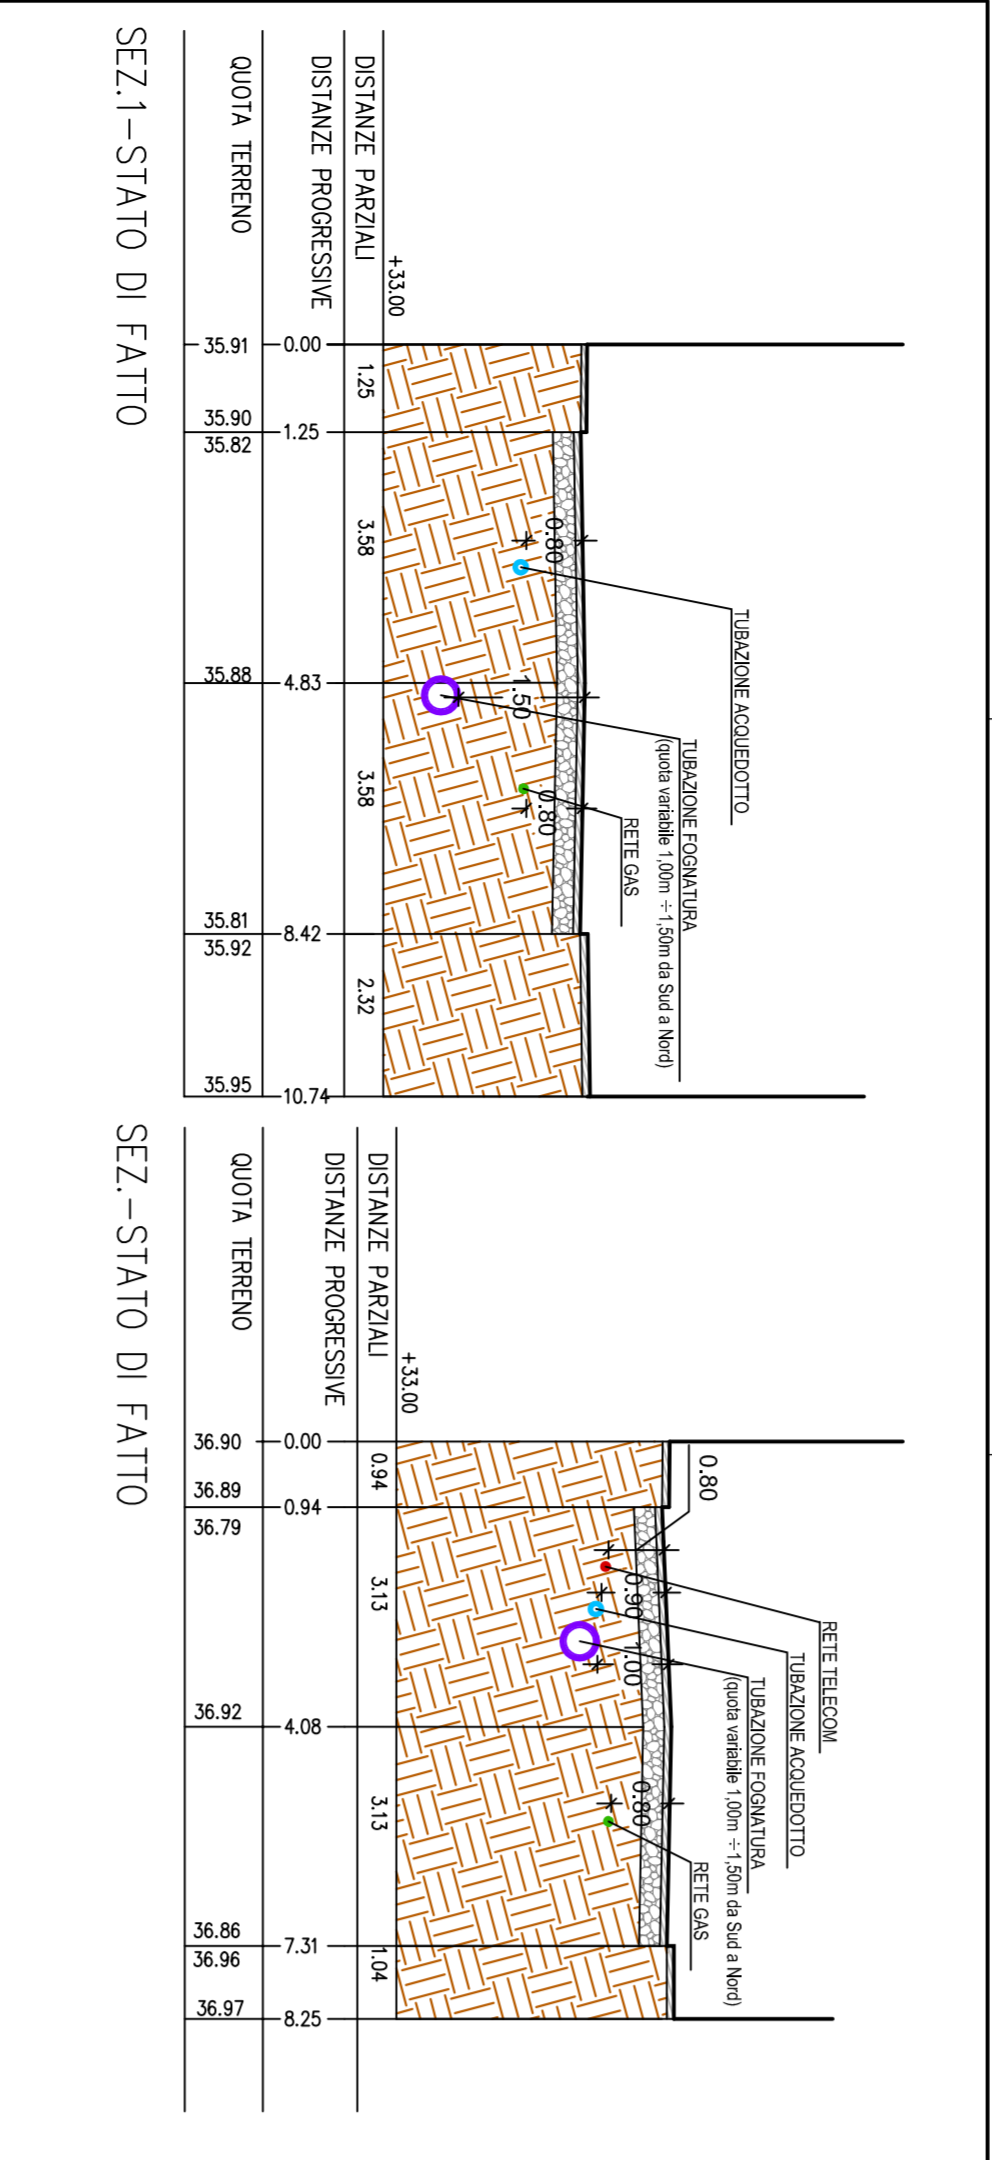 TUBAZIONE ACQUEDOTTO
TUBAZIONE FOGNATURA
(quota variabile 1,00m ÷ 1,50m da Sud a Nord)
RETE GAS
0.80
1.50
0.80
+33.00
DISTANZE PARZIALI
1.25 3.58 3.58 2.32
DISTANZE PROGRESSIVE
0.00 1.25 4.83 8.42 10.74
QUOTA TERRENO
35.91 35.90 35.82 35.88 35.81 35.92 35.95
SEZ.1-STATO DI FATTO
RETE TELECOM
TUBAZIONE ACQUEDOTTO
TUBAZIONE FOGNATURA
(quota variabile 1,00m ÷ 1,50m da Sud a Nord)
RETE GAS
0.80
0.90
1.00
0.80
+33.00
DISTANZE PARZIALI
0.94 3.13 3.13 1.04
DISTANZE PROGRESSIVE
0.00 0.94 4.08 7.31 8.25
QUOTA TERRENO
36.90 36.89 36.79 36.92 36.86 36.96 36.97
SEZ.-STATO DI FATTO